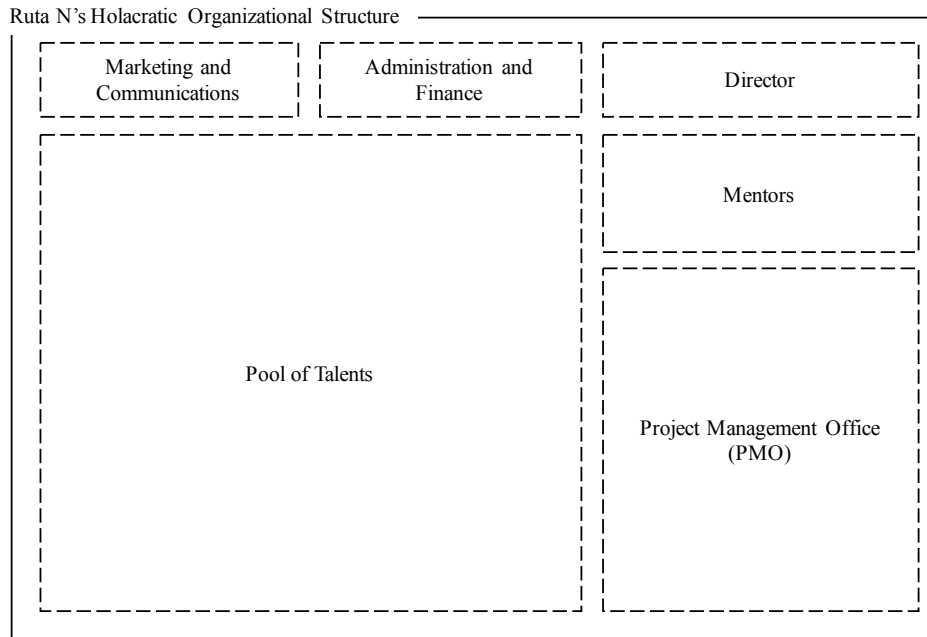 Ruta N’s Holacratic Organizational Structure
Marketing and
Communications
Administration and
Finance
Director
Mentors
Pool of Talents
Project Management Office
(PMO)